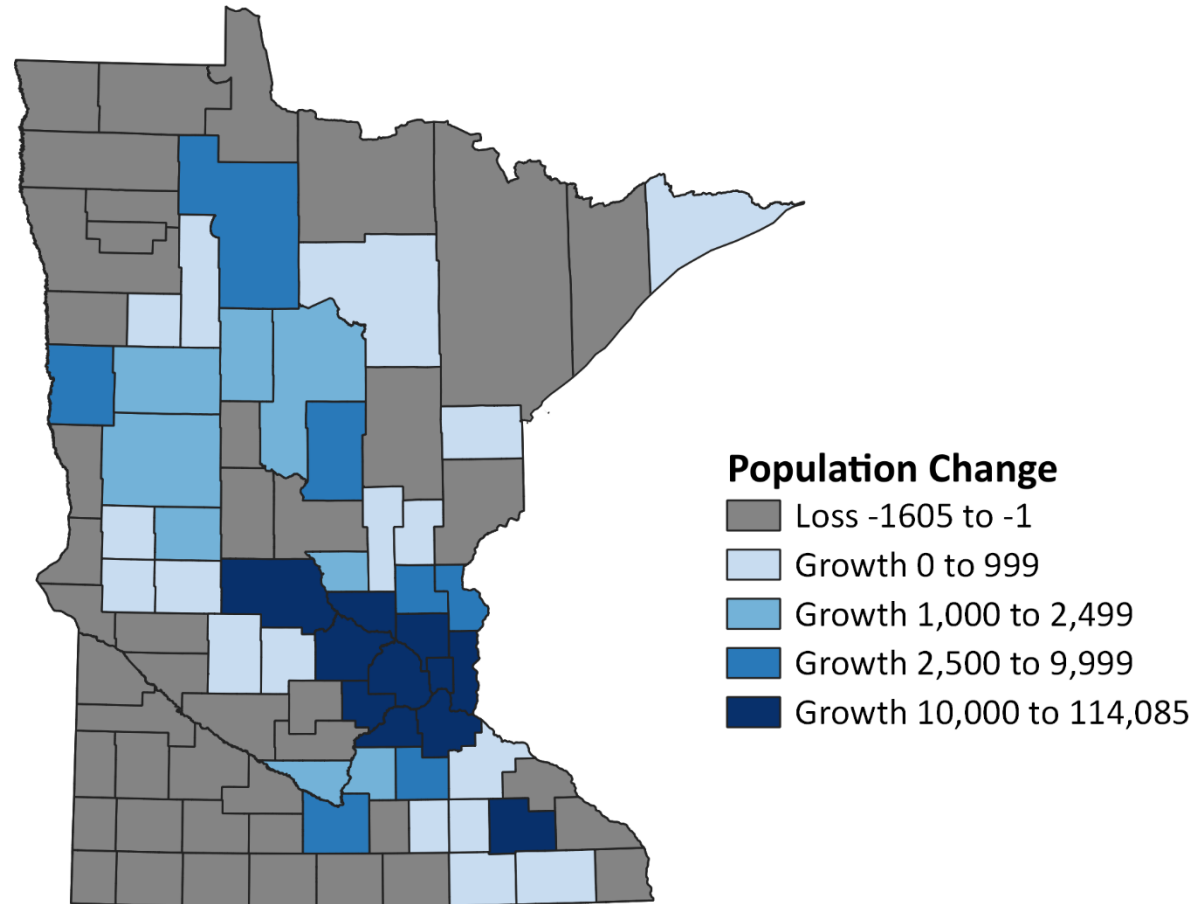 Population Change
Loss -1605 to -1
Growth 0 to 999
Growth 1,000 to 2,499
Growth 2,500 to 9,999
Growth 10,000 to 114,085